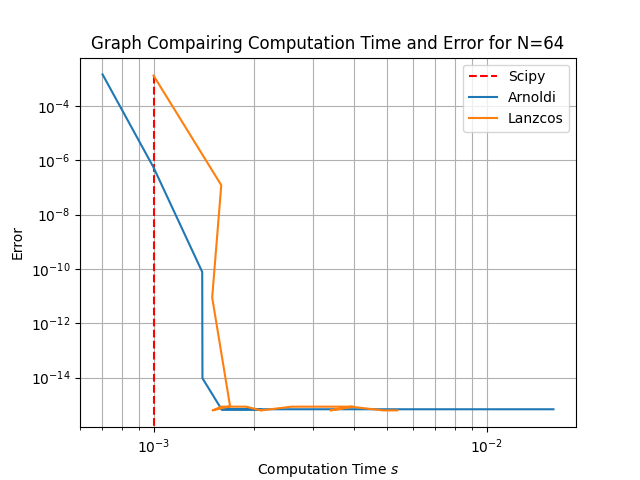 Graph Compairing Computation Time and Error for N=64
Scipy
Arnoldi
Lanzcos
Error
10⁻⁴
10⁻⁶
10⁻⁸
10⁻¹⁰
10⁻¹²
10⁻¹⁴
10⁻³
10⁻²
Computation Time s